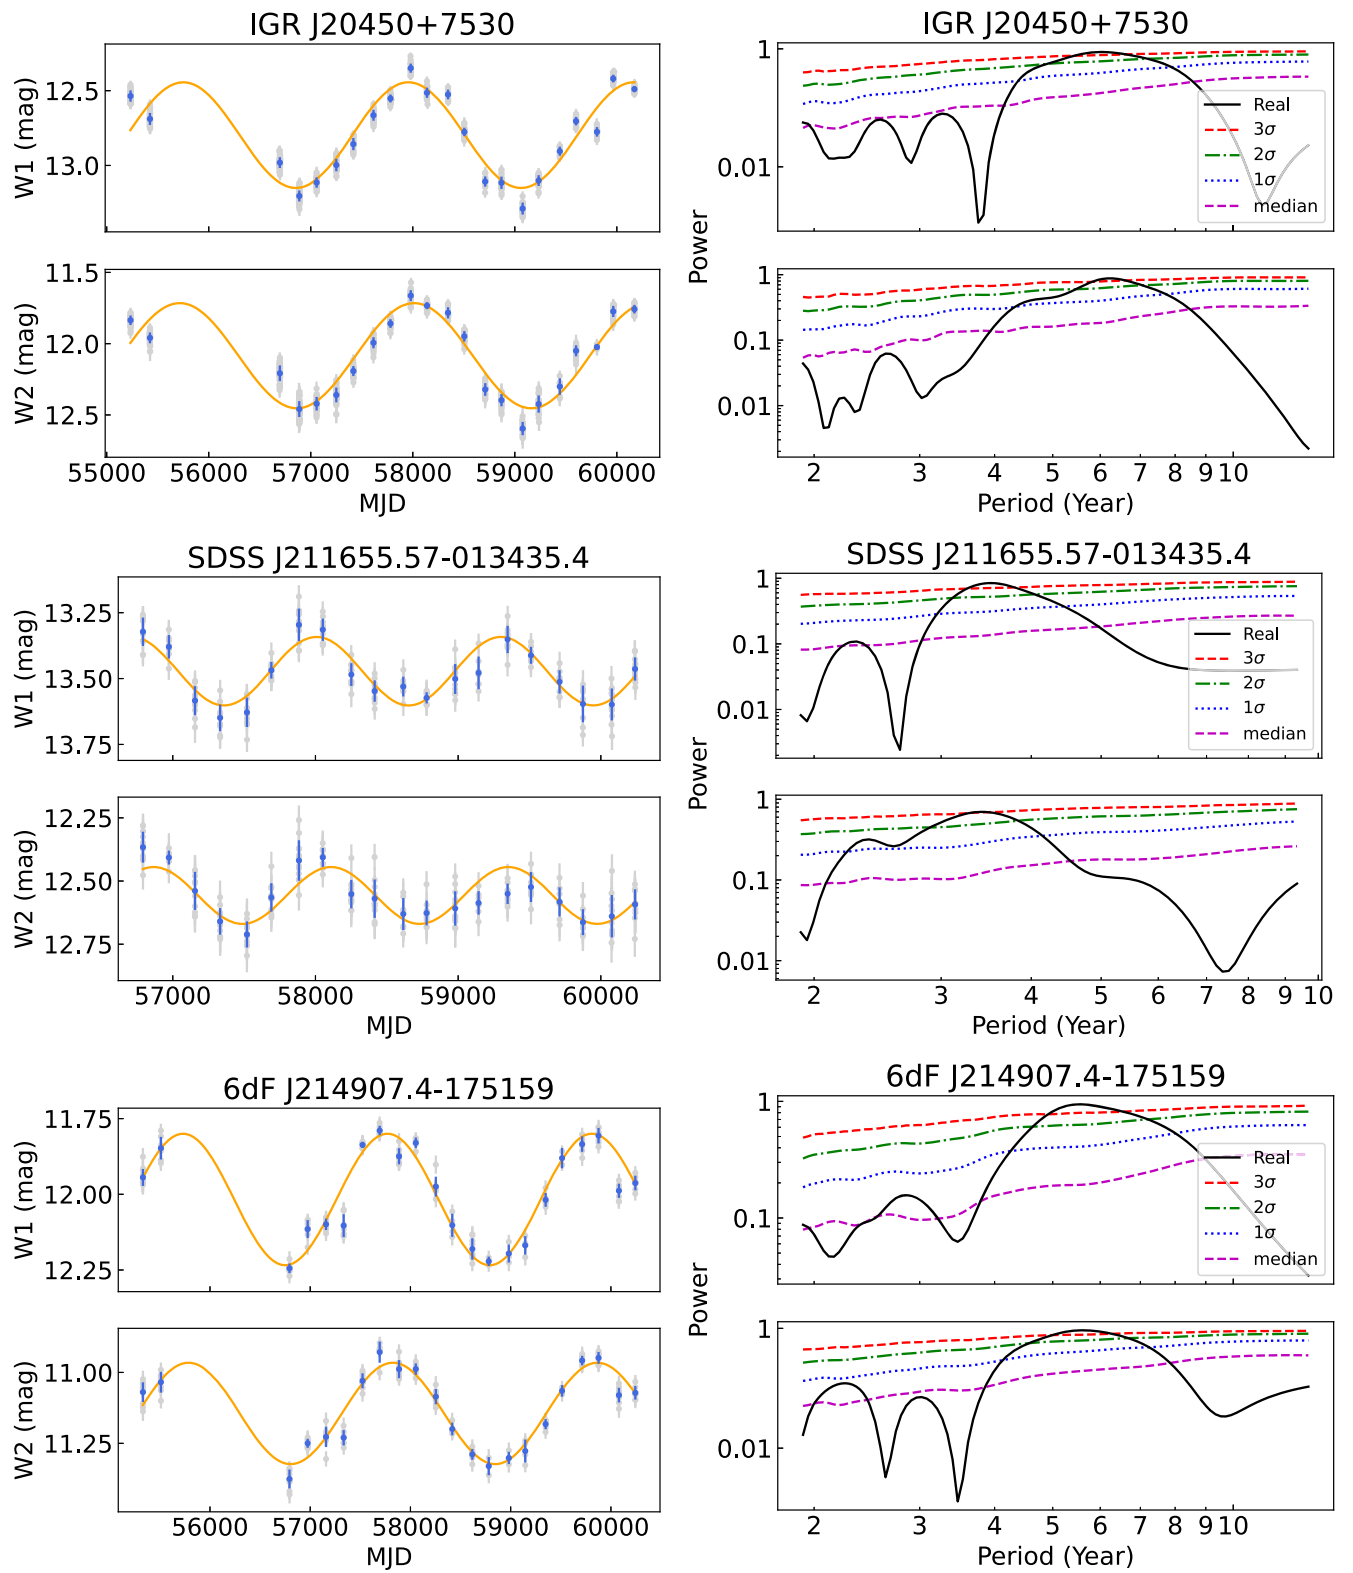 IGR J20450+7530
IGR J20450+7530
12.5
13.0
W1 (mag)
11.5
12.0
12.5
W2 (mag)
55000 56000 57000 58000 59000 60000
MJD
1
0.01
Real
3σ
2σ
1σ
median
Power
1
0.1
0.01
2 3 4 5 6 7 8 9 10
Period (Year)
SDSS J211655.57-013435.4
SDSS J211655.57-013435.4
13.25
13.50
13.75
W1 (mag)
12.25
12.50
12.75
W2 (mag)
57000 58000 59000 60000
MJD
1
0.1
0.01
Real
3σ
2σ
1σ
median
Power
1
0.1
0.01
2 3 4 5 6 7 8 9 10
Period (Year)
6dF J214907.4-175159
6dF J214907.4-175159
11.75
12.00
12.25
W1 (mag)
11.00
11.25
W2 (mag)
56000 57000 58000 59000 60000
MJD
1
0.1
Real
3σ
2σ
1σ
median
Power
1
0.01
2 3 4 5 6 7 8 9 10
Period (Year)